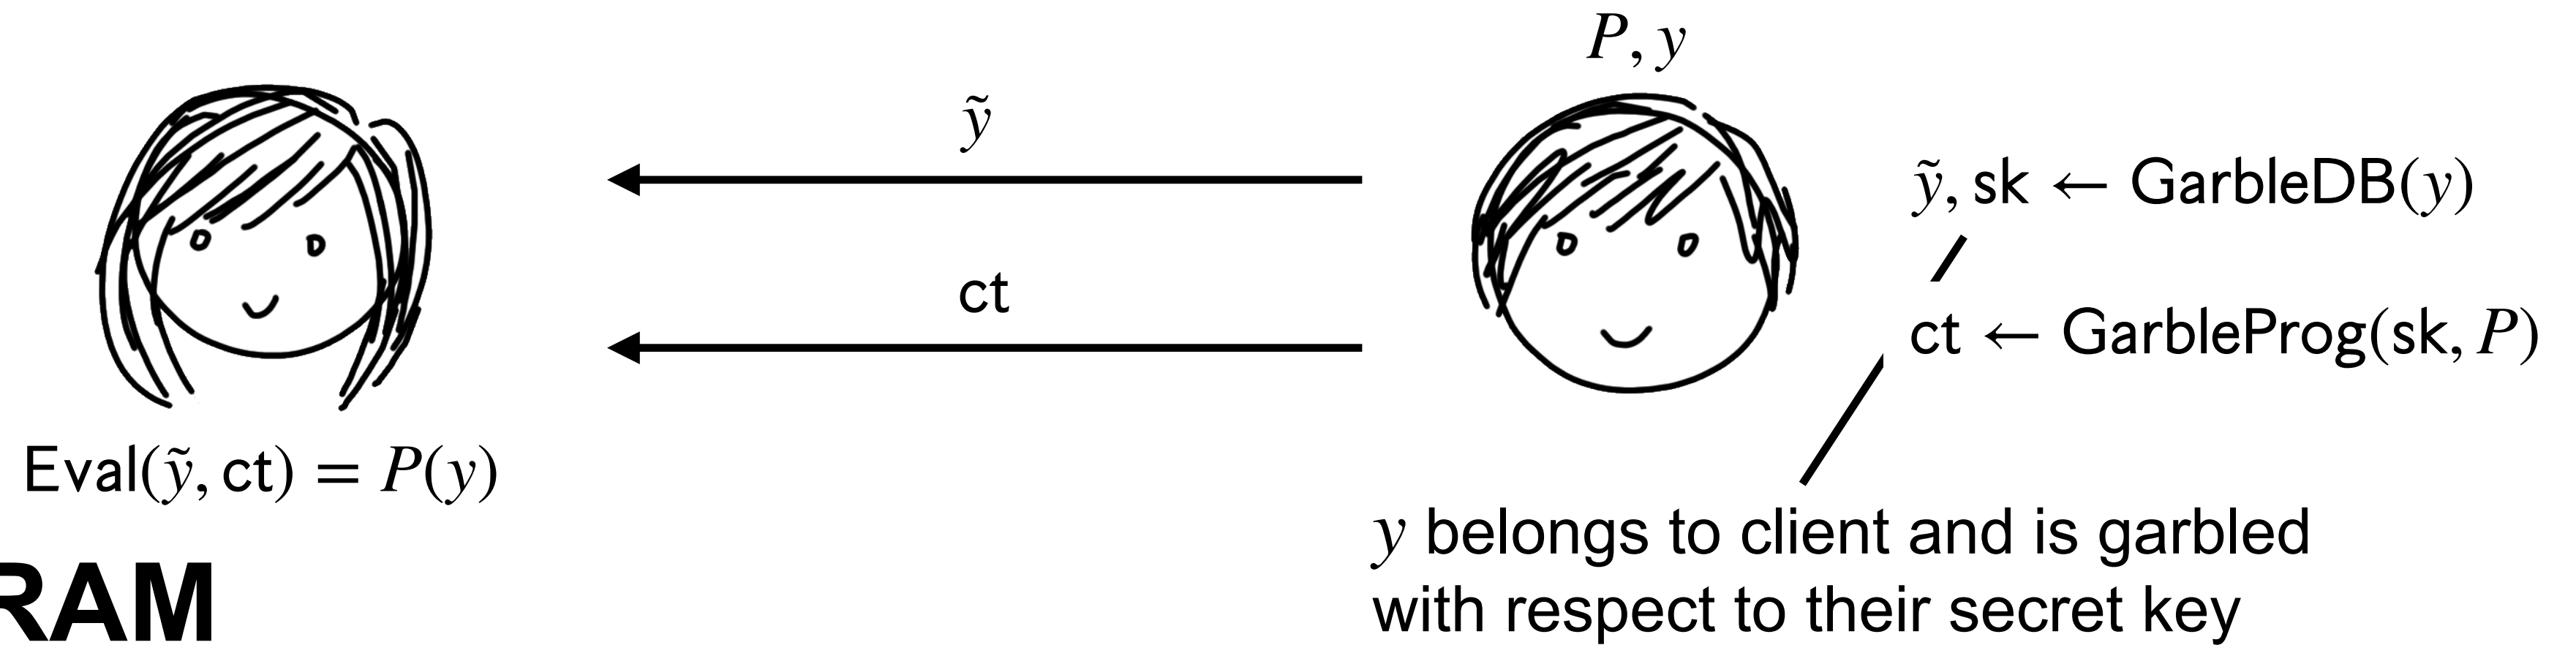 P, y
ỹ
ỹ, sk ← GarbleDB(y)
ct
ct ← GarbleProg(sk, P)
Eval(ỹ, ct) = P(y)
y belongs to client and is garbled
with respect to their secret key
RAM